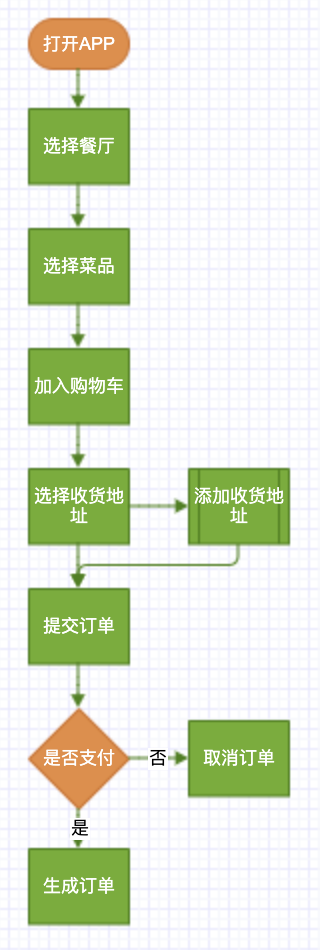 打开APP
选择餐厅
选择菜品
加入购物车
选择收货地
址
添加收货地
址
提交订单
是否支付
否
取消订单
是
生成订单